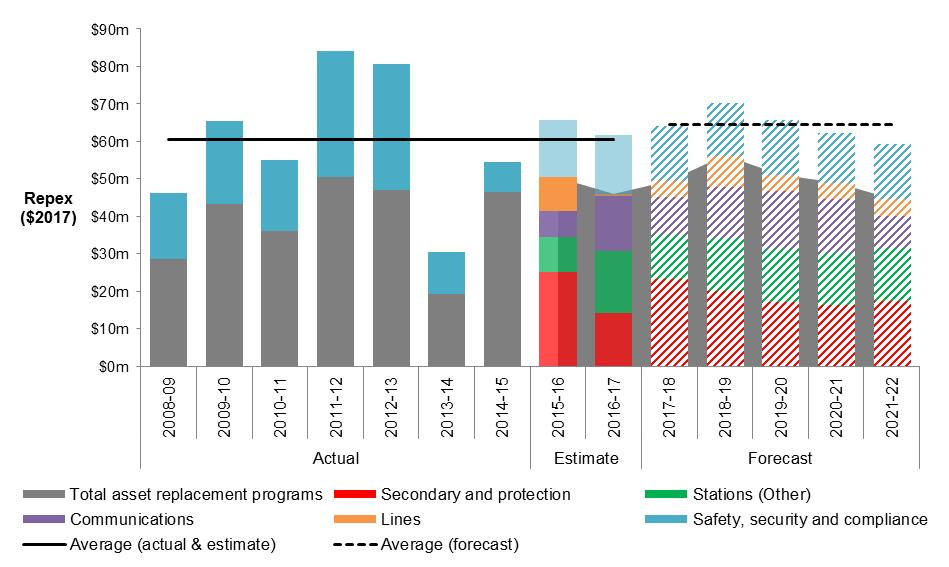 $90m
$80m
$70m
$60m
$50m
$40m
$30m
$20m
$10m
$0m
Repex
($2017)
2008-09
2009-10
2010-11
2011-12
2012-13
2013-14
2014-15
2015-16
2016-17
2017-18
2018-19
2019-20
2020-21
2021-22
Actual Estimate Forecast
Total asset replacement programs Secondary and protection Stations (Other)
Communications Lines Safety, security and compliance
Average (actual & estimate) Average (forecast)